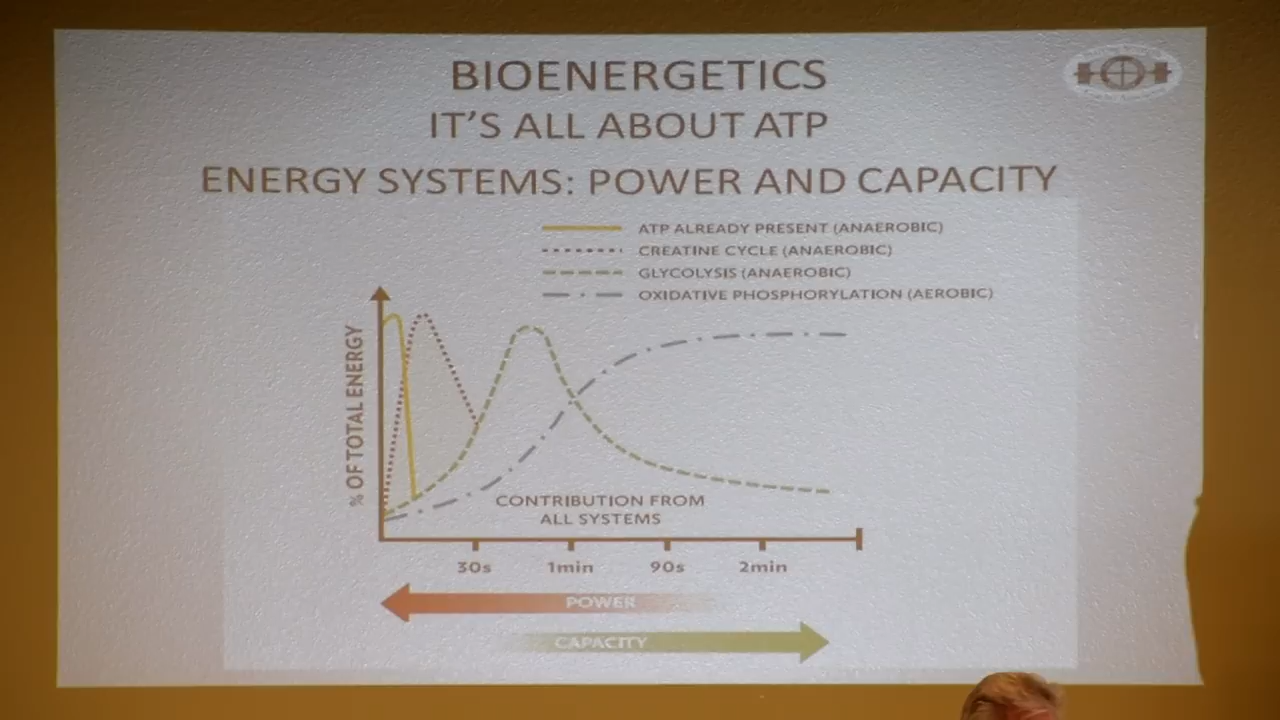 BIOENERGETICS
IT'S ALL ABOUT ATP
ENERGY SYSTEMS: POWER AND CAPACITY
ATP ALREADY PRESENT (ANAEROBIC)
CREATINE CYCLE (ANAEROBIC)
GLYCOLYSIS (ANAEROBIC)
OXIDATIVE PHOSPHORYLATION (AEROBIC)
% OF TOTAL ENERGY
CONTRIBUTION FROM
ALL SYSTEMS
30s 1min 90s 2min
POWER
CAPACITY